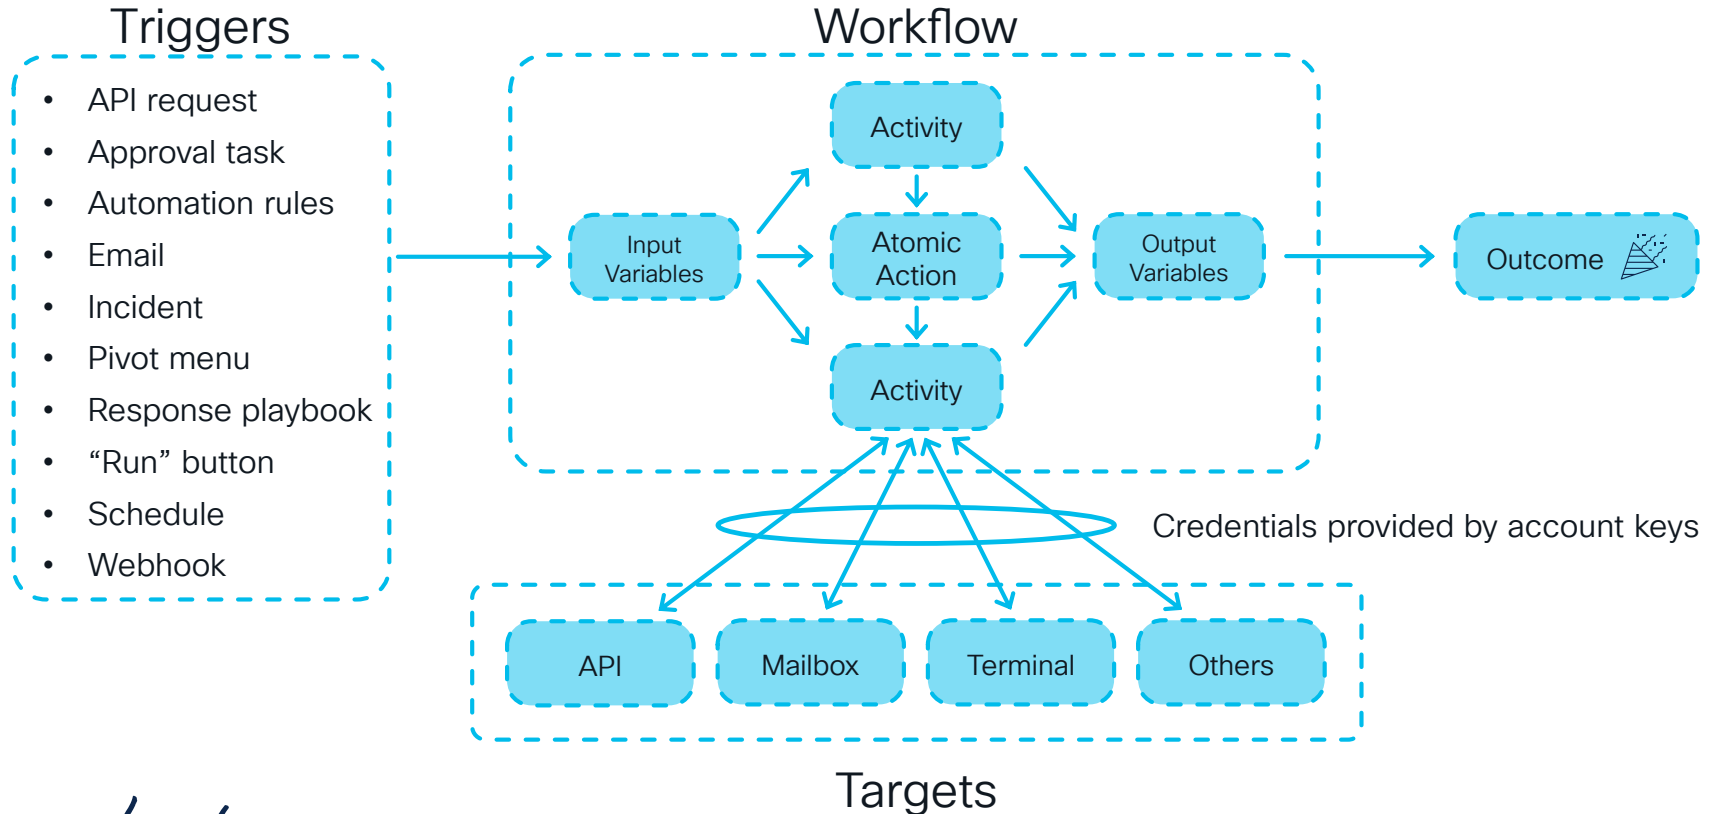 Triggers
• API request
• Approval task
• Automation rules
• Email
• Incident
• Pivot menu
• Response playbook
• “Run” button
• Schedule
• Webhook
Workflow
Activity
Input
Variables
Atomic
Action
Output
Variables
Activity
Outcome
Credentials provided by account keys
API
Mailbox
Terminal
Others
Targets